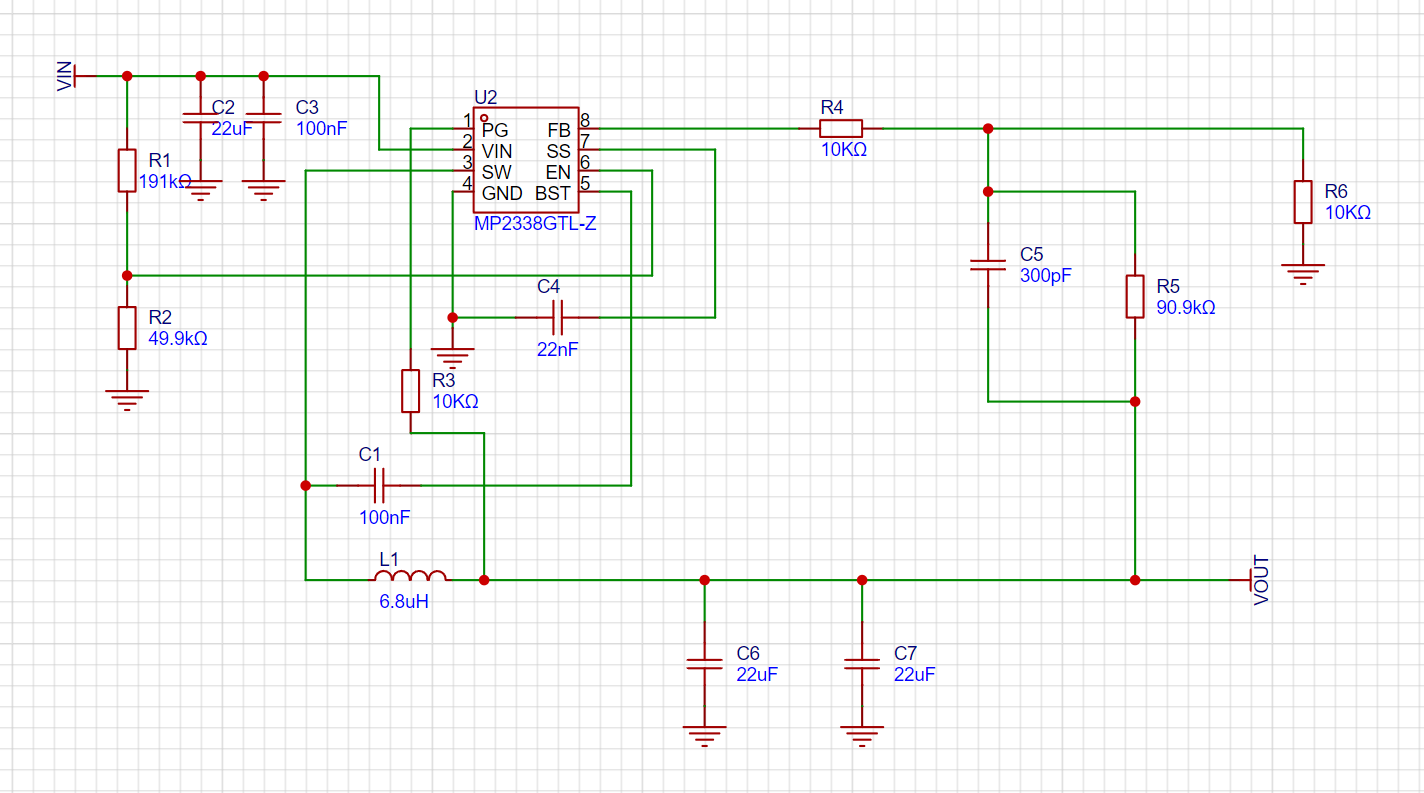 VIN
C2
22uF
C3
100nF
R1
191kΩ
R2
49.9kΩ
U2
1
PG
2
VIN
3
SW
4
GND
8
FB
7
SS
6
EN
5
BST
MP2338GTL-Z
R4
10KΩ
R6
10KΩ
C5
300pF
R5
90.9kΩ
C4
22nF
R3
10KΩ
C1
100nF
L1
6.8uH
VOUT
C6
22uF
C7
22uF